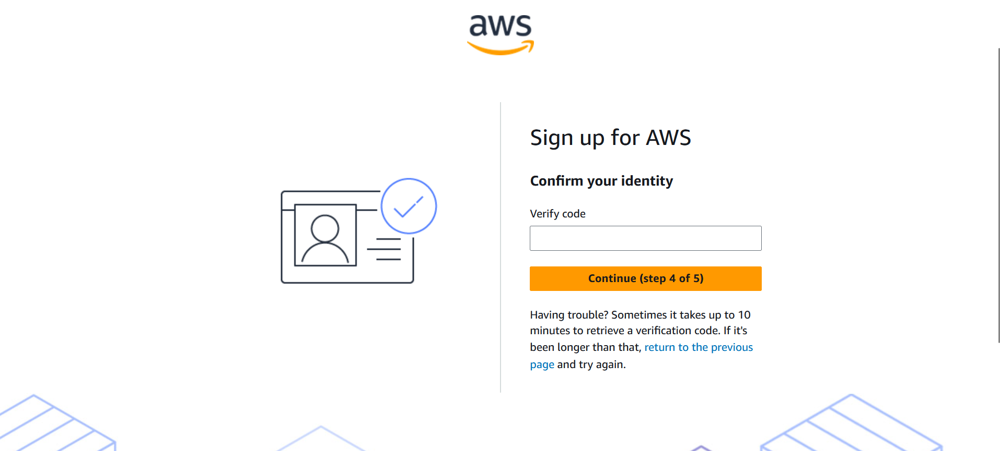 aws
Sign up for AWS
Confirm your identity
Verify code
Continue (step 4 of 5)
Having trouble? Sometimes it takes up to 10
minutes to retrieve a verification code. If it's
been longer than that, return to the previous
page and try again.